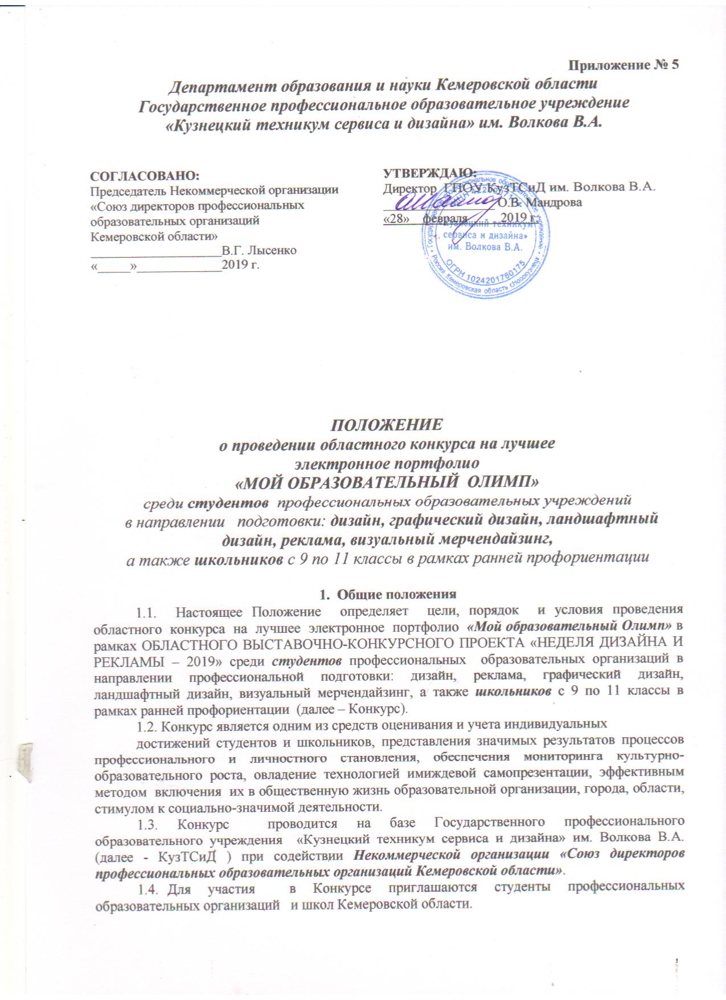 Приложение № 5
Департамент образования и науки Кемеровской области
Государственное профессиональное образовательное учреждение
«Кузнецкий техникум сервиса и дизайна» им. Волкова В.А.
СОГЛАСОВАНО:
Председатель Некоммерческой организации
«Союз директоров профессиональных
образовательных организаций
Кемеровской области»
____________________В.Г. Лысенко
«_____»_____________2019 г.
УТВЕРЖДАЮ:
Директор ГПОУ КузТСиД им. Волкова В.А.
_________________О.В. Мандрова
«28» февраля 2019 г.
«Кузнецкий техникум
сервиса и дизайна»
им. Волкова В.А.
ОГРН 1024201760175
Россия Кемеровская область г.Новокузнецк
ПОЛОЖЕНИЕ
о проведении областного конкурса на лучшее
электронное портфолио
«МОЙ ОБРАЗОВАТЕЛЬНЫЙ ОЛИМП»
среди студентов профессиональных образовательных учреждений
в направлении подготовки: дизайн, графический дизайн, ландшафтный
дизайн, реклама, визуальный мерчендайзинг,
а также школьников с 9 по 11 классы в рамках ранней профориентации
1. Общие положения
1.1. Настоящее Положение определяет цели, порядок и условия проведения
областного конкурса на лучшее электронное портфолио «Мой образовательный Олимп» в
рамках ОБЛАСТНОГО ВЫСТАВОЧНО-КОНКУРСНОГО ПРОЕКТА «НЕДЕЛЯ ДИЗАЙНА И
РЕКЛАМЫ – 2019» среди студентов профессиональных образовательных организаций в
направлении профессиональной подготовки: дизайн, реклама, графический дизайн,
ландшафтный дизайн, визуальный мерчендайзинг, а также школьников с 9 по 11 классы в
рамках ранней профориентации (далее – Конкурс).
1.2. Конкурс является одним из средств оценивания и учета индивидуальных
достижений студентов и школьников, представления значимых результатов процессов
профессионального и личностного становления, обеспечения мониторинга культурно-
образовательного роста, овладение технологией имиждевой самопрезентации, эффективным
методом включения их в общественную жизнь образовательной организации, города, области,
стимулом к социально-значимой деятельности.
1.3. Конкурс проводится на базе Государственного профессионального
образовательного учреждения «Кузнецкий техникум сервиса и дизайна» им. Волкова В.А.
(далее - КузТСиД ) при содействии Некоммерческой организации «Союз директоров
профессиональных образовательных организаций Кемеровской области».
1.4. Для участия в Конкурсе приглашаются студенты профессиональных
образовательных организаций и школ Кемеровской области.